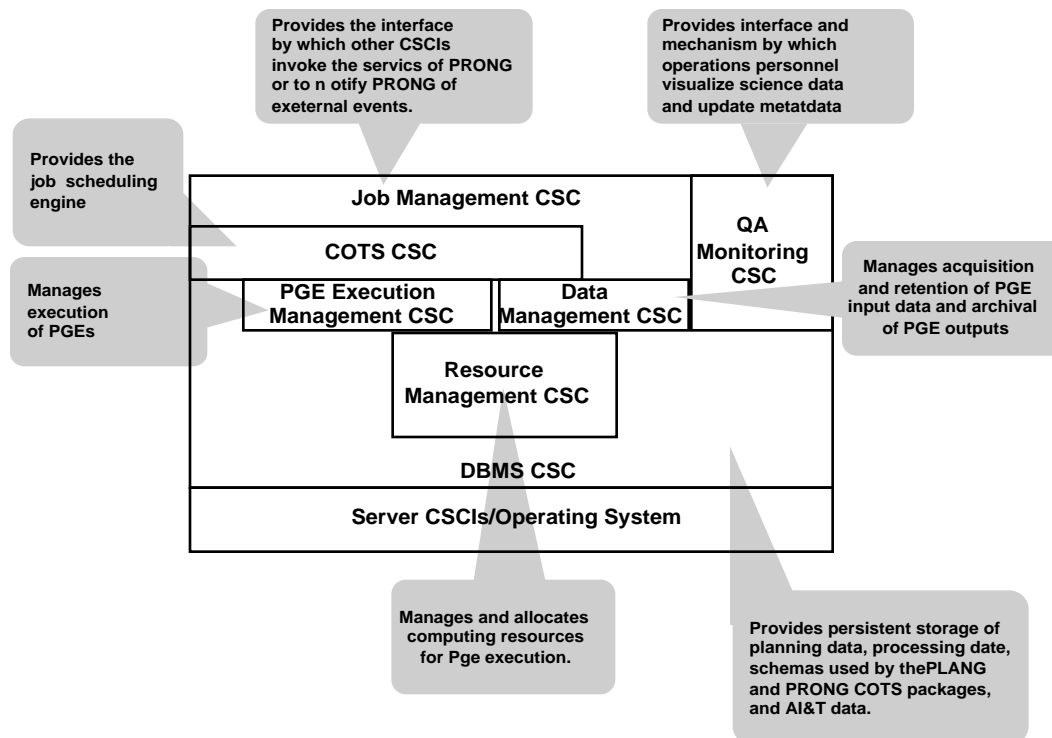 Provides the interface
by which other CSCIs
invoke the servics of PRONG
or to n otify PRONG of
exeternal events.
Provides interface and
mechanism by which
operations personnel
visualize science data
and update metatdata
Provides the
job scheduling
engine
Job Management CSC
COTS CSC
QA
Monitoring
CSC
Manages
execution
of PGEs
PGE Execution
Management CSC
Data
Management CSC
Manages acquisition
and retention of PGE
input data and archival
of PGE outputs
Resource
Management CSC
DBMS CSC
Server CSCIs/Operating System
Manages and allocates
computing resources
for Pge execution.
Provides persistent storage of
planning data, processing date,
schemas used by thePLANG
and PRONG COTS packages,
and AI&T data.